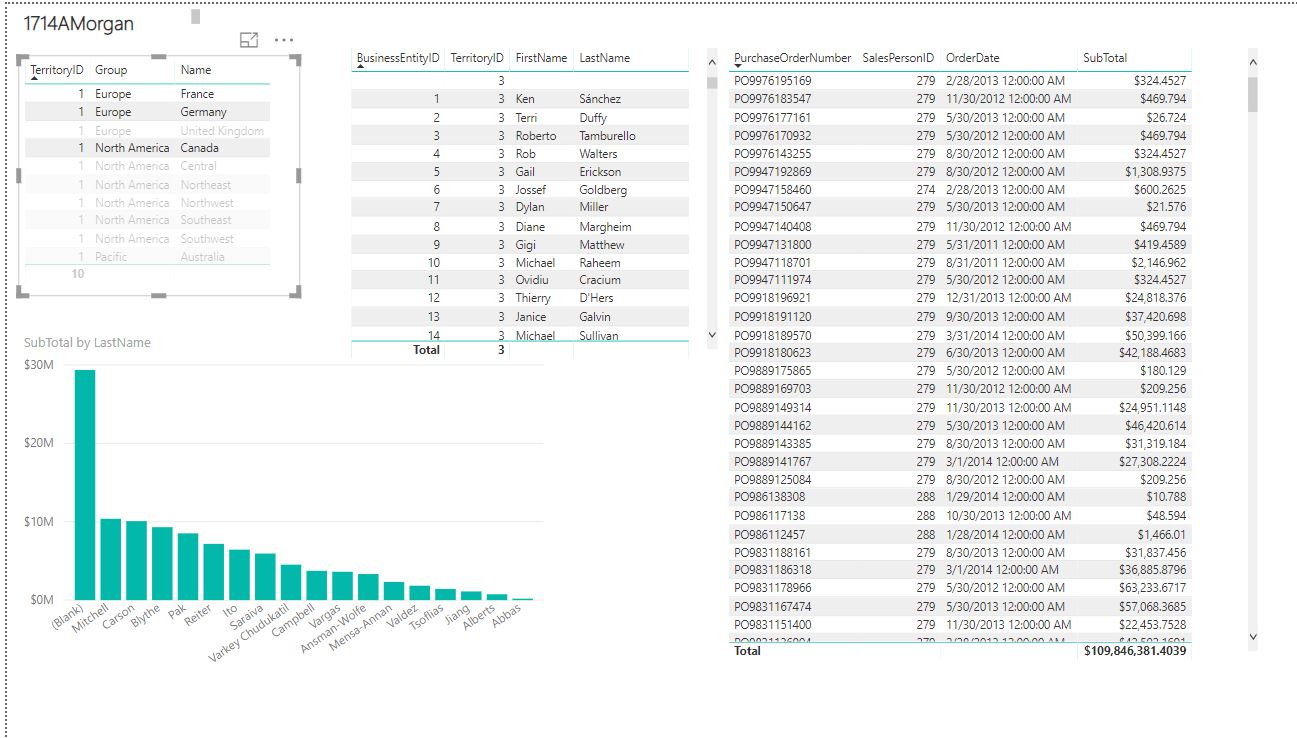 1714AMorgan
TerritoryID Group Name
1 Europe France
1 Europe Germany
1 Europe United Kingdom
1 North America Canada
1 North America Central
1 North America Northeast
1 North America Northwest
1 North America Southeast
1 North America Southwest
1 Pacific Australia
10
BusinessEntityID TerritoryID FirstName LastName
3
1 3 Ken Sánchez
2 3 Terri Duffy
3 3 Roberto Tamburello
4 3 Rob Walters
5 3 Gail Erickson
6 3 Jossef Goldberg
7 3 Dylan Miller
8 3 Diane Margheim
9 3 Gigi Matthew
10 3 Michael Raheem
11 3 Ovidiu Cracium
12 3 Thierry D'Hers
13 3 Janice Galvin
14 3 Michael Sullivan
Total 3
PurchaseOrderNumber SalesPersonID OrderDate SubTotal
PO9976195169 279 2/28/2013 12:00:00 AM $324.4527
PO9976183547 279 11/30/2012 12:00:00 AM $469.794
PO9976177161 279 5/30/2013 12:00:00 AM $26.724
PO9976170932 279 5/30/2012 12:00:00 AM $469.794
PO9976143255 279 8/30/2012 12:00:00 AM $324.4527
PO9947192869 279 8/30/2012 12:00:00 AM $1,308.9375
PO9947158460 274 2/28/2013 12:00:00 AM $600.2625
PO9947150647 279 5/30/2013 12:00:00 AM $21.576
PO9947140408 279 11/30/2012 12:00:00 AM $469.794
PO9947131800 279 5/31/2011 12:00:00 AM $419.4589
PO9947118701 279 8/31/2011 12:00:00 AM $2,146.962
PO9947111974 279 5/30/2012 12:00:00 AM $324.4527
PO9918196921 279 12/31/2013 12:00:00 AM $24,818.376
PO9918191120 279 9/30/2013 12:00:00 AM $37,420.698
PO9918189570 279 3/31/2014 12:00:00 AM $50,399.166
PO9918180623 279 6/30/2013 12:00:00 AM $42,188.4683
PO9889175865 279 5/30/2012 12:00:00 AM $180.129
PO9889169703 279 11/30/2012 12:00:00 AM $209.256
PO9889149314 279 11/30/2013 12:00:00 AM $24,951.1148
PO9889144162 279 5/30/2013 12:00:00 AM $46,420.614
PO9889143385 279 8/30/2013 12:00:00 AM $31,319.184
PO9889141767 279 3/1/2014 12:00:00 AM $27,308.2224
PO9889125084 279 8/30/2012 12:00:00 AM $209.256
PO986138308 288 1/29/2014 12:00:00 AM $10.788
PO986117138 288 10/30/2013 12:00:00 AM $48.594
PO986112457 288 1/28/2014 12:00:00 AM $1,466.01
PO9831188161 279 8/30/2013 12:00:00 AM $31,837.456
PO9831186318 279 3/1/2014 12:00:00 AM $36,885.8796
PO9831178966 279 5/30/2012 12:00:00 AM $63,233.6717
PO9831167474 279 5/30/2013 12:00:00 AM $57,068.3685
PO9831151400 279 11/30/2013 12:00:00 AM $22,453.7528
Total $109,846,381.4039
SubTotal by LastName
$30M
$20M
$10M
$0M
(Blank) Mitchell Carson Blythe Pak Reiter Ito Saraiva Varkey Chudukatil Campbell Vargas Ansman-Wolfe Mensa-Annan Valdez Tsoflias Jiang Alberts Abbas